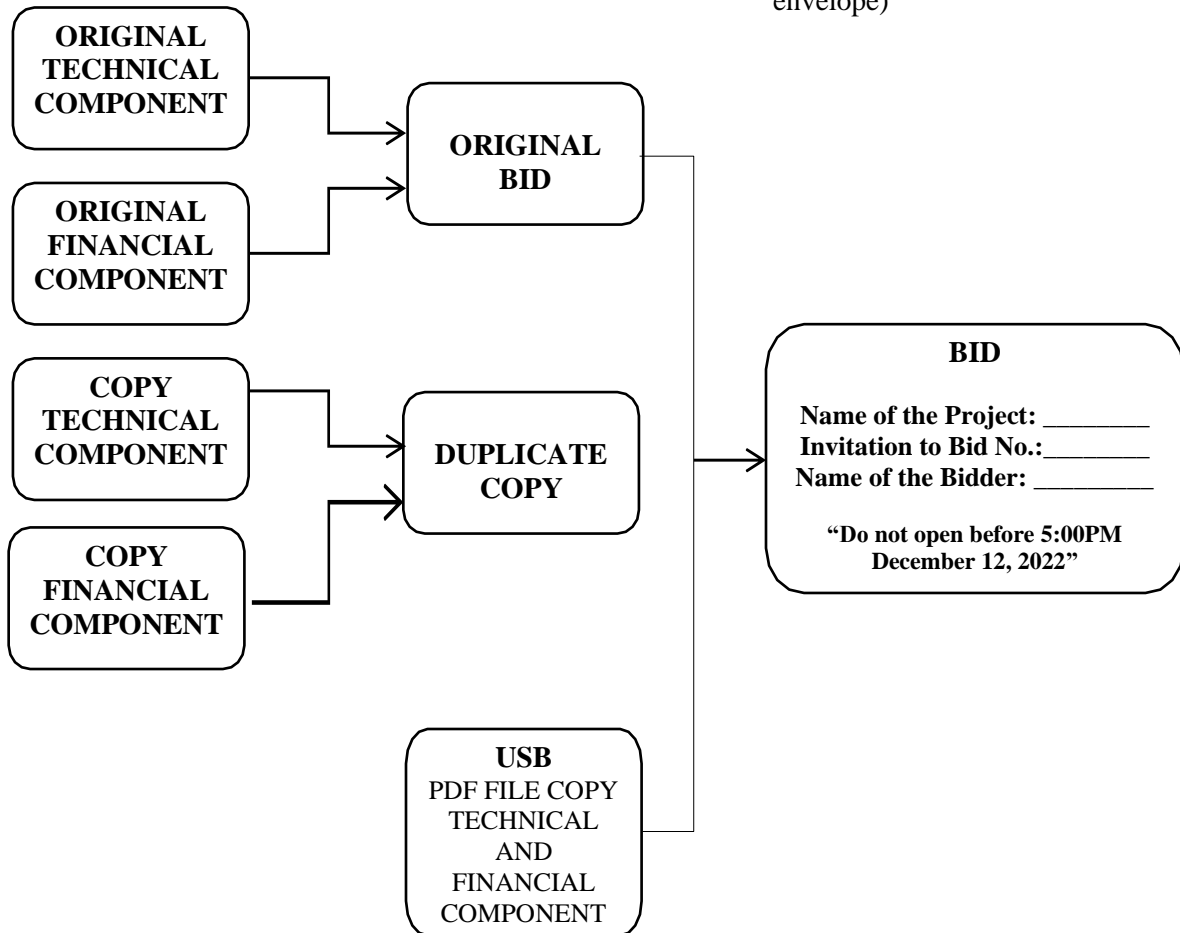 envelope)
ORIGINAL
TECHNICAL
COMPONENT
ORIGINAL
BID
ORIGINAL
FINANCIAL
COMPONENT
COPY
TECHNICAL
COMPONENT
DUPLICATE
COPY
COPY
FINANCIAL
COMPONENT
USB
PDF FILE COPY
TECHNICAL
AND
FINANCIAL
COMPONENT
BID
Name of the Project: ________
Invitation to Bid No.:________
Name of the Bidder: _________
“Do not open before 5:00PM
December 12, 2022”